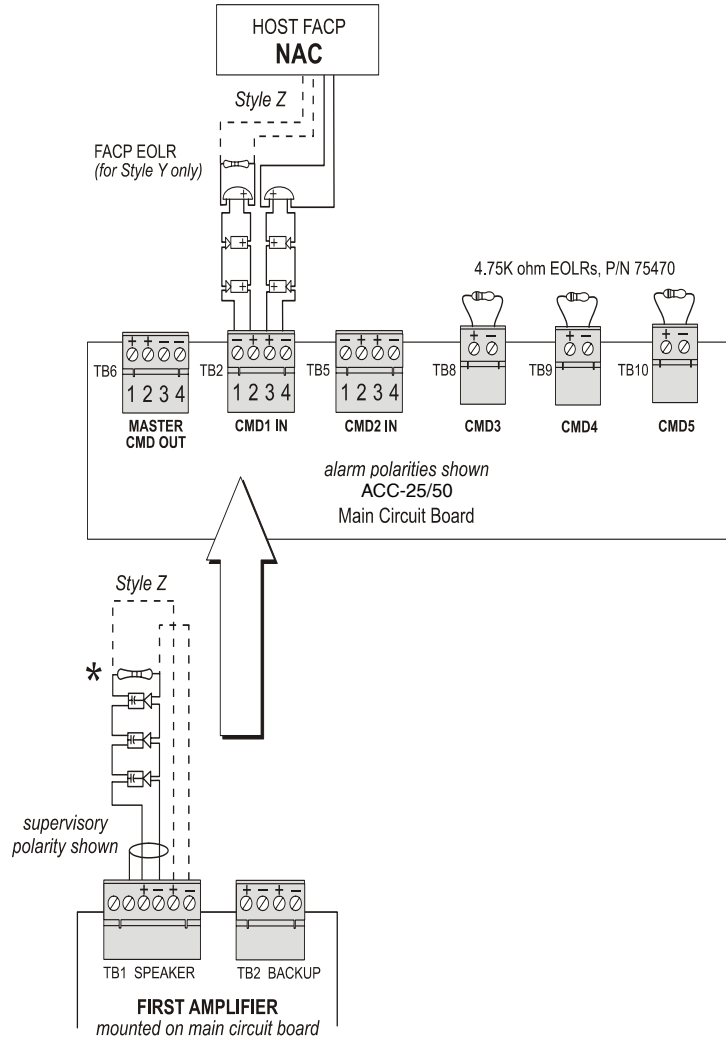 HOST FACP
NAC
Style Z
FACP EOLR
(for Style Y only)
4.75K ohm EOLRs, P/N 75470
+ + – –
– + + –
– + + –
+ –
+ –
+ –
TB6
TB2
TB5
TB8
TB9
TB10
1 2 3 4
1 2 3 4
1 2 3 4
MASTER
CMD OUT
CMD1 IN
CMD2 IN
CMD3
CMD4
CMD5
alarm polarities shown
ACC-25/50
Main Circuit Board
Style Z
*
supervisory
polarity shown
+ – + –
+ – + –
TB1 SPEAKER
TB2 BACKUP
FIRST AMPLIFIER
mounted on main circuit board